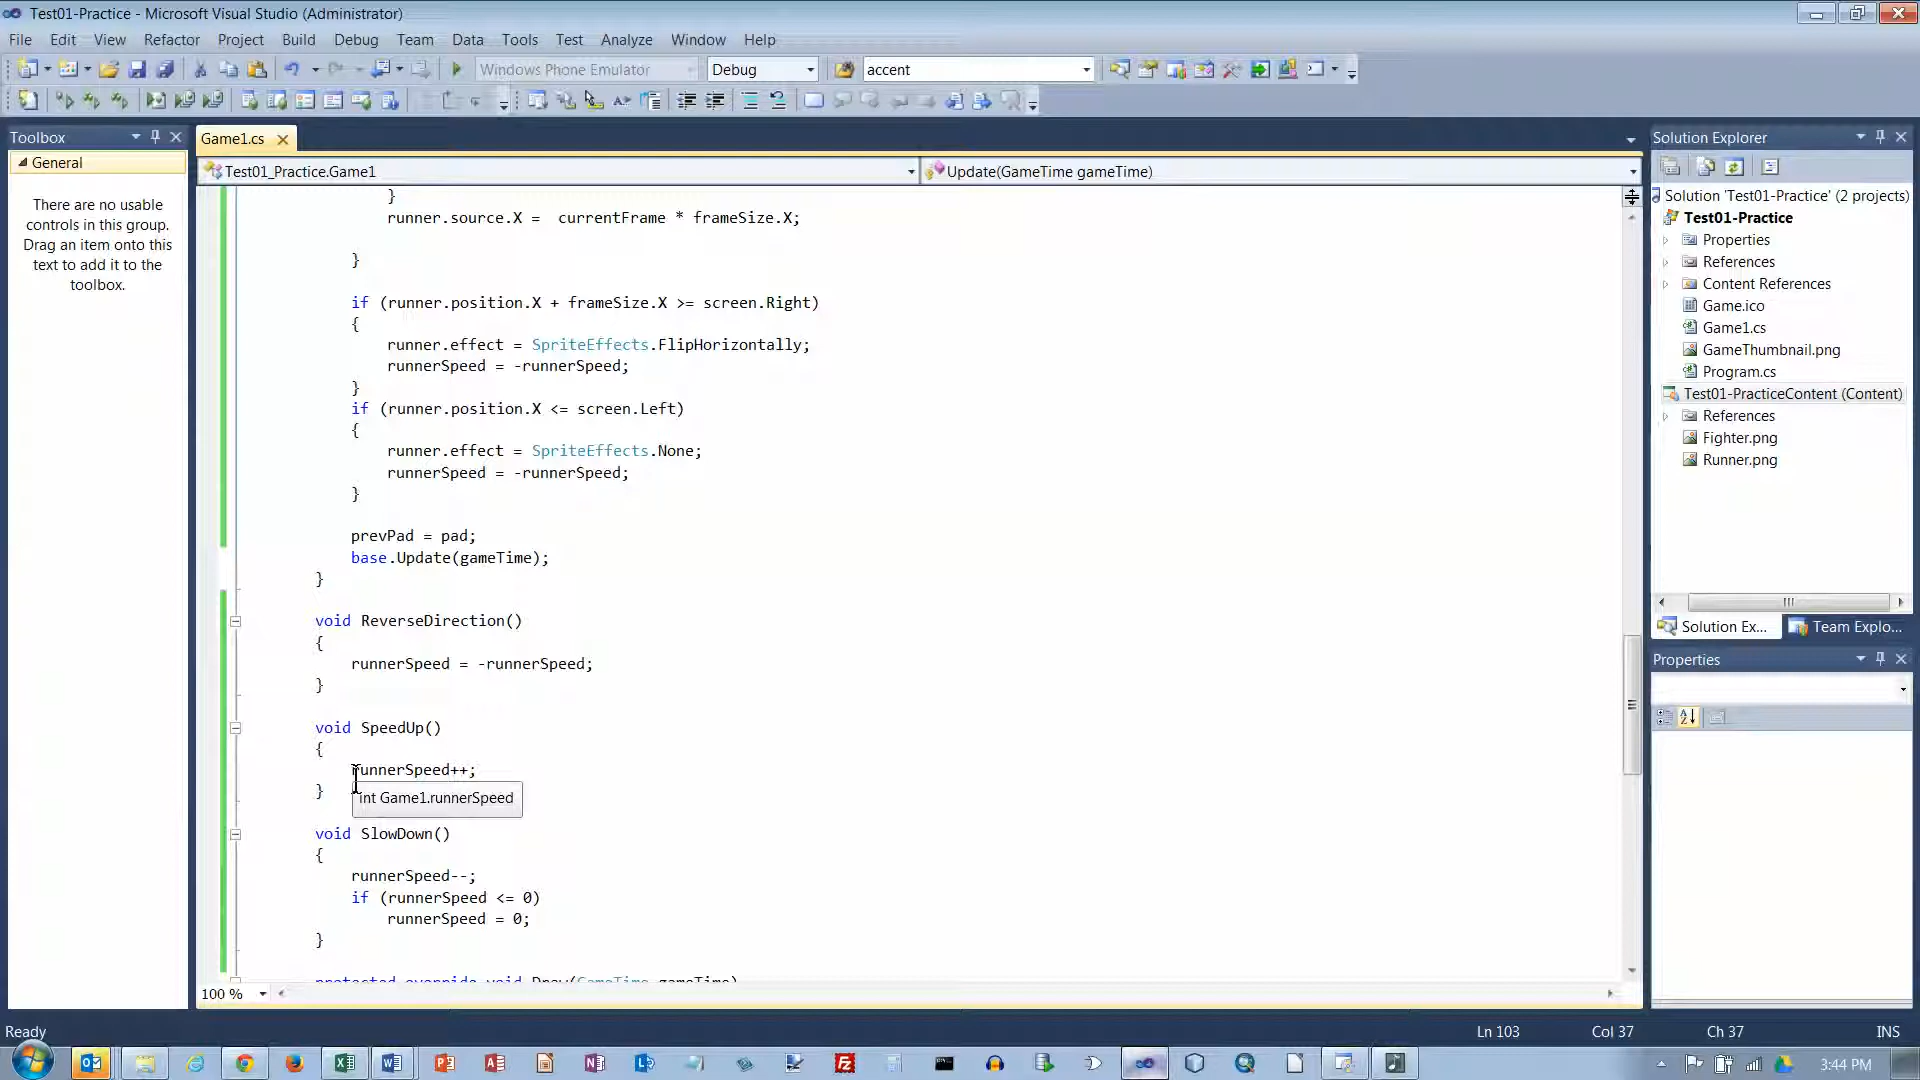 Test01-Practice - Microsoft Visual Studio (Administrator)
File Edit View Refactor Project Build Debug Team Data Tools Test Analyze Window Help
Windows Phone Emulator Debug accent
Toolbox
General
There are no usable
controls in this group.
Drag an item onto this
text to add it to the
toolbox.
Game1.cs
Test01_Practice.Game1 Update(GameTime gameTime)
}
runner.source.X =  currentFrame * frameSize.X;
}
if (runner.position.X + frameSize.X >= screen.Right)
{
runner.effect = SpriteEffects.FlipHorizontally;
runnerSpeed = -runnerSpeed;
}
if (runner.position.X <= screen.Left)
{
runner.effect = SpriteEffects.None;
runnerSpeed = -runnerSpeed;
}
prevPad = pad;
base.Update(gameTime);
}
void ReverseDirection()
{
runnerSpeed = -runnerSpeed;
}
void SpeedUp()
{
runnerSpeed++;
}
int Game1.runnerSpeed
void SlowDown()
{
runnerSpeed--;
if (runnerSpeed <= 0)
runnerSpeed = 0;
}
protected override void Draw(GameTime gameTime)
100 %
Solution Explorer
Solution 'Test01-Practice' (2 projects)
Test01-Practice
Properties
References
Content References
Game.ico
Game1.cs
GameThumbnail.png
Program.cs
Test01-PracticeContent (Content)
References
Fighter.png
Runner.png
Solution Ex... Team Explo...
Properties
Ready Ln 103 Col 37 Ch 37 INS
3:44 PM